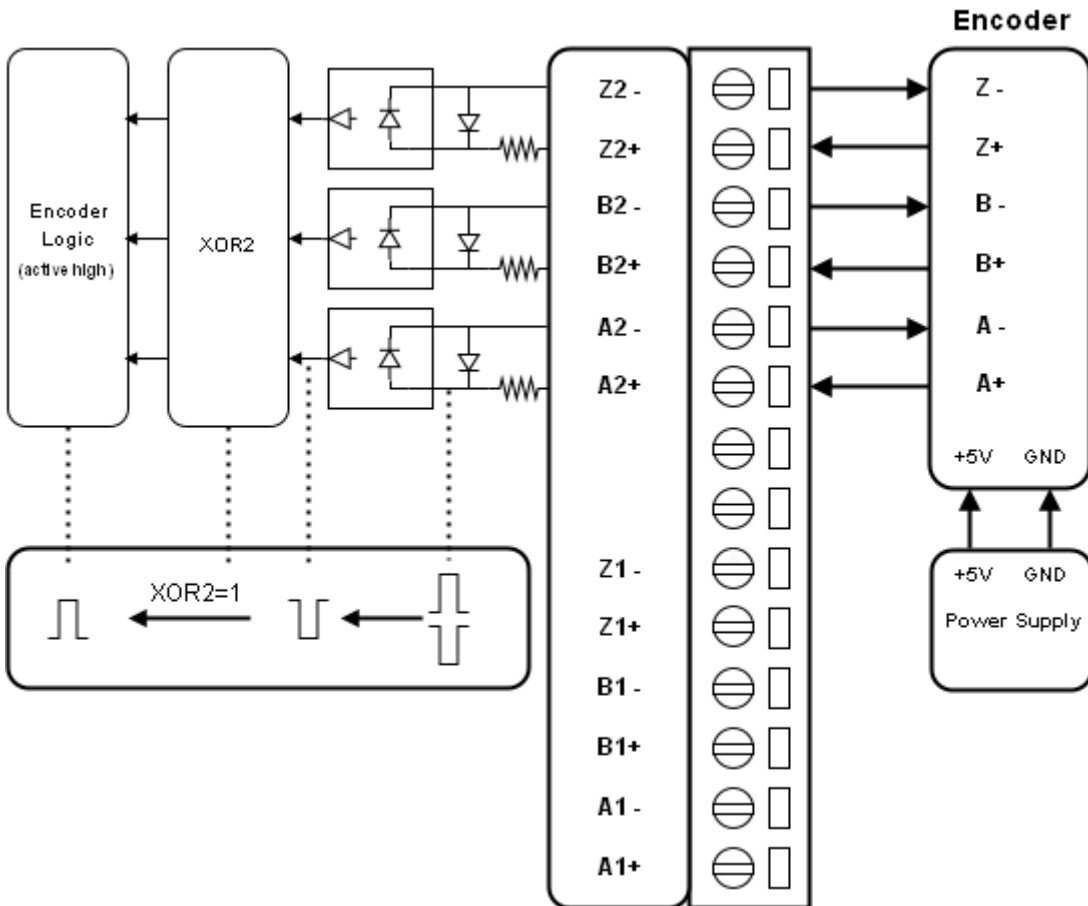 Encoder
Z2 -
Z2+
B2 -
B2+
A2 -
A2+
Z1 -
Z1+
B1 -
B1+
A1 -
A1+
Z -
Z+
B -
B+
A -
A+
+5V GND
+5V GND
Power Supply
Encoder
Logic
(active high)
XOR2
XOR2=1